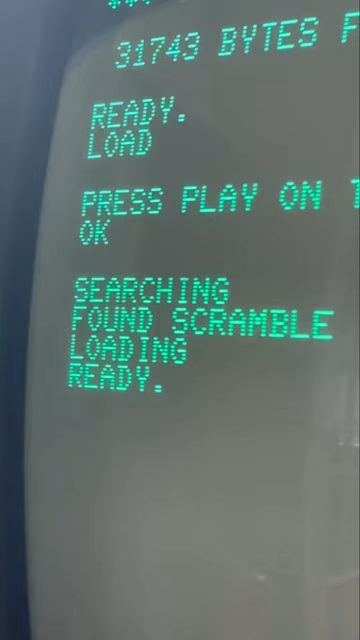 31743 BYTES F
READY.
LOAD
PRESS PLAY ON T
OK
SEARCHING
FOUND SCRAMBLE
LOADING
READY.